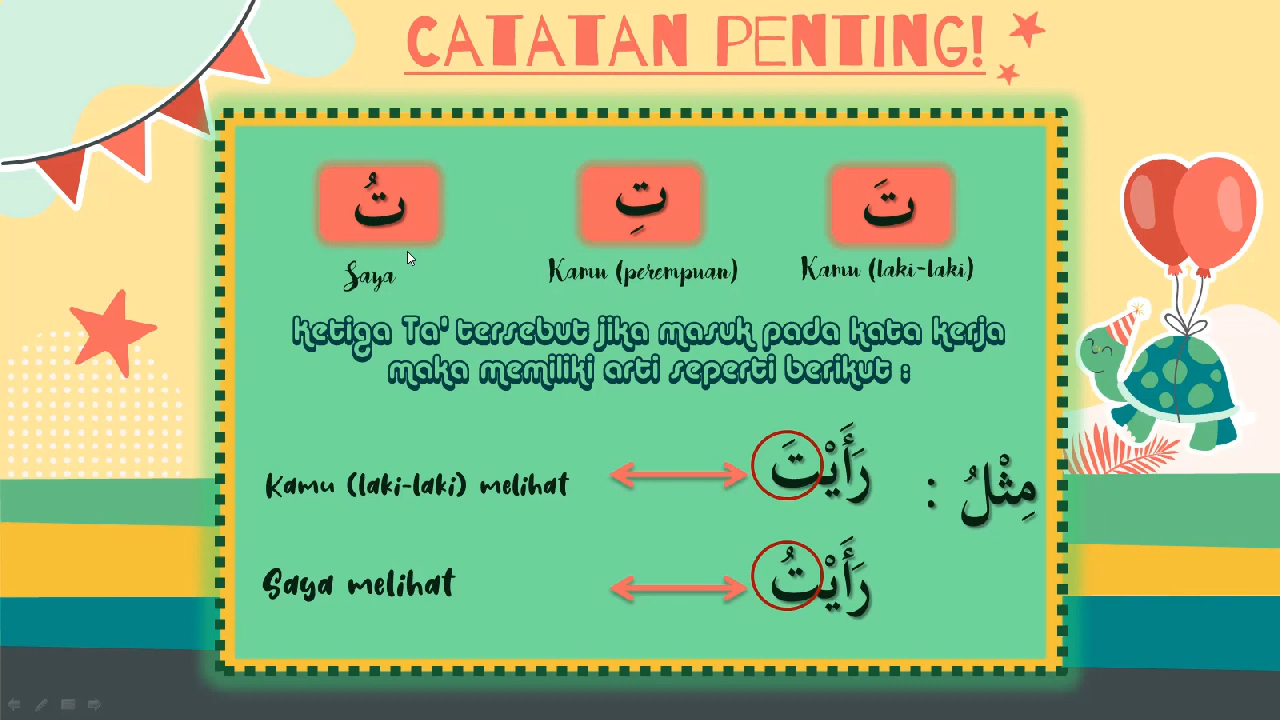 CATATAN PENTING!
تُ تِ تَ
Saya Kamu (perempuan) Kamu (laki-laki)
Ketiga Ta' tersebut jika masuk pada kata kerja
maka memiliki arti seperti berikut :
مِثْلُ :
Kamu (laki-laki) melihat رَأَيْتَ
Saya melihat رَأَيْتُ